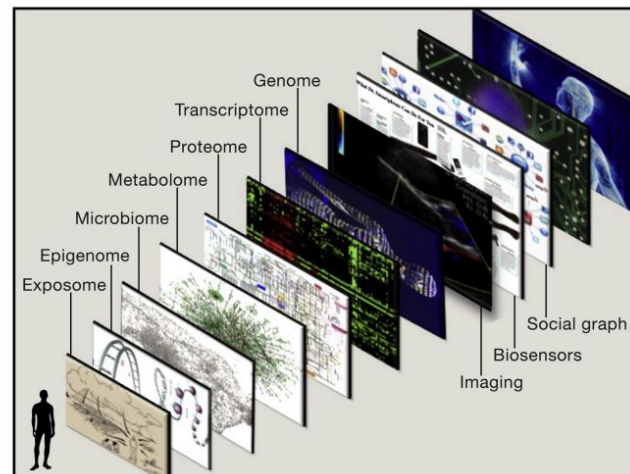 Genome
Transcriptome
Proteome
Metabolome
Microbiome
Epigenome
Exposome
Social graph
Biosensors
Imaging